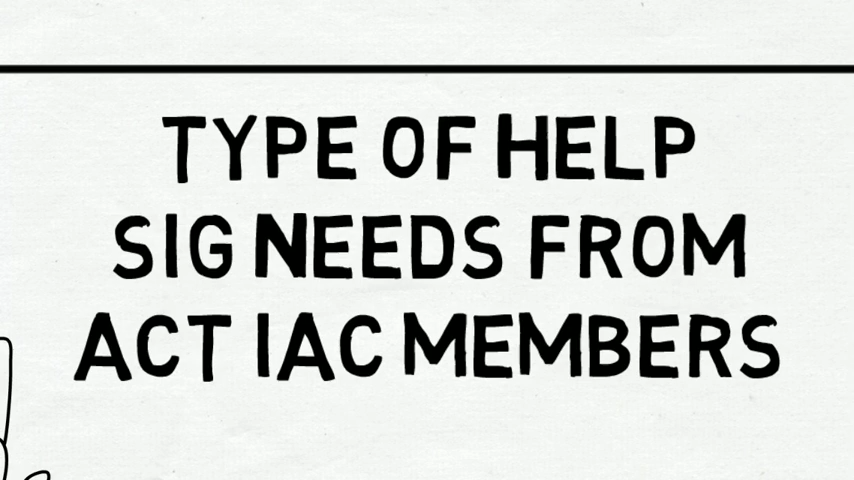 TYPE OF HELP
SIG NEEDS FROM
ACT IAC MEMBERS